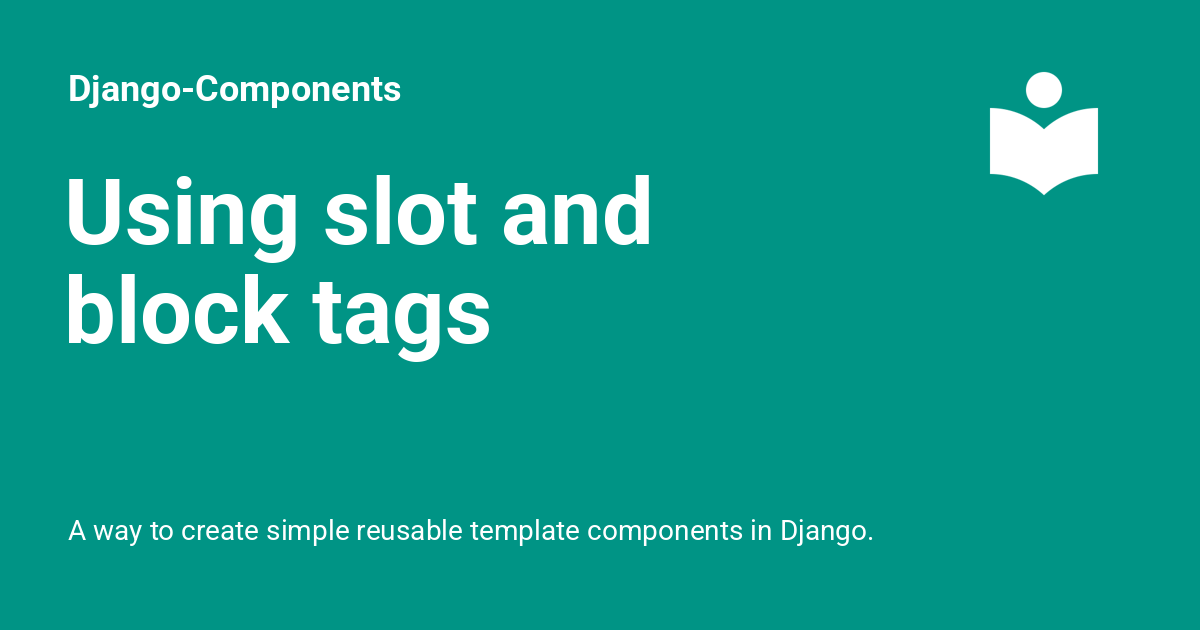 Django-Components
Using slot and
block tags
A way to create simple reusable template components in Django.